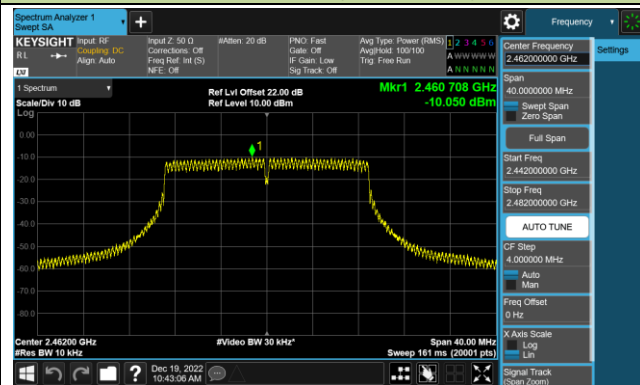 Spectrum Analyzer 1
Swept SA
Frequency
KEYSIGHT
RL
LXI
Input: RF
Coupling: DC
Align: Auto
Input Z: 50 Ω
Corrections: Off
Freq Ref: Int (S)
NFE: Off
#Atten: 20 dB
PNO: Fast
Gate: Off
IF Gain: Low
Sig Track: Off
Avg Type: Power (RMS)
Avg|Hold: 100/100
Trig: Free Run
1 2 3 4 5 6
A W W W W W
A N N N N N
1 Spectrum
Scale/Div 10 dB
Log
Ref Lvl Offset 22.00 dB
Ref Level 10.00 dBm
Mkr1 2.460 708 GHz
-10.050 dBm
1
0.00
-10.0
-20.0
-30.0
-40.0
-50.0
-60.0
-70.0
-80.0
Center 2.46200 GHz
#Res BW 10 kHz
#Video BW 30 kHz*
Span 40.00 MHz
Sweep 161 ms (20001 pts)
Dec 19, 2022
10:43:06 AM
Center Frequency
2.462000000 GHz
Settings
Span
40.0000000 MHz
Swept Span
Zero Span
Full Span
Start Freq
2.442000000 GHz
Stop Freq
2.482000000 GHz
AUTO TUNE
CF Step
4.000000 MHz
Auto
Man
Freq Offset
0 Hz
X Axis Scale
Log
Lin
Signal Track
(Span Zoom)